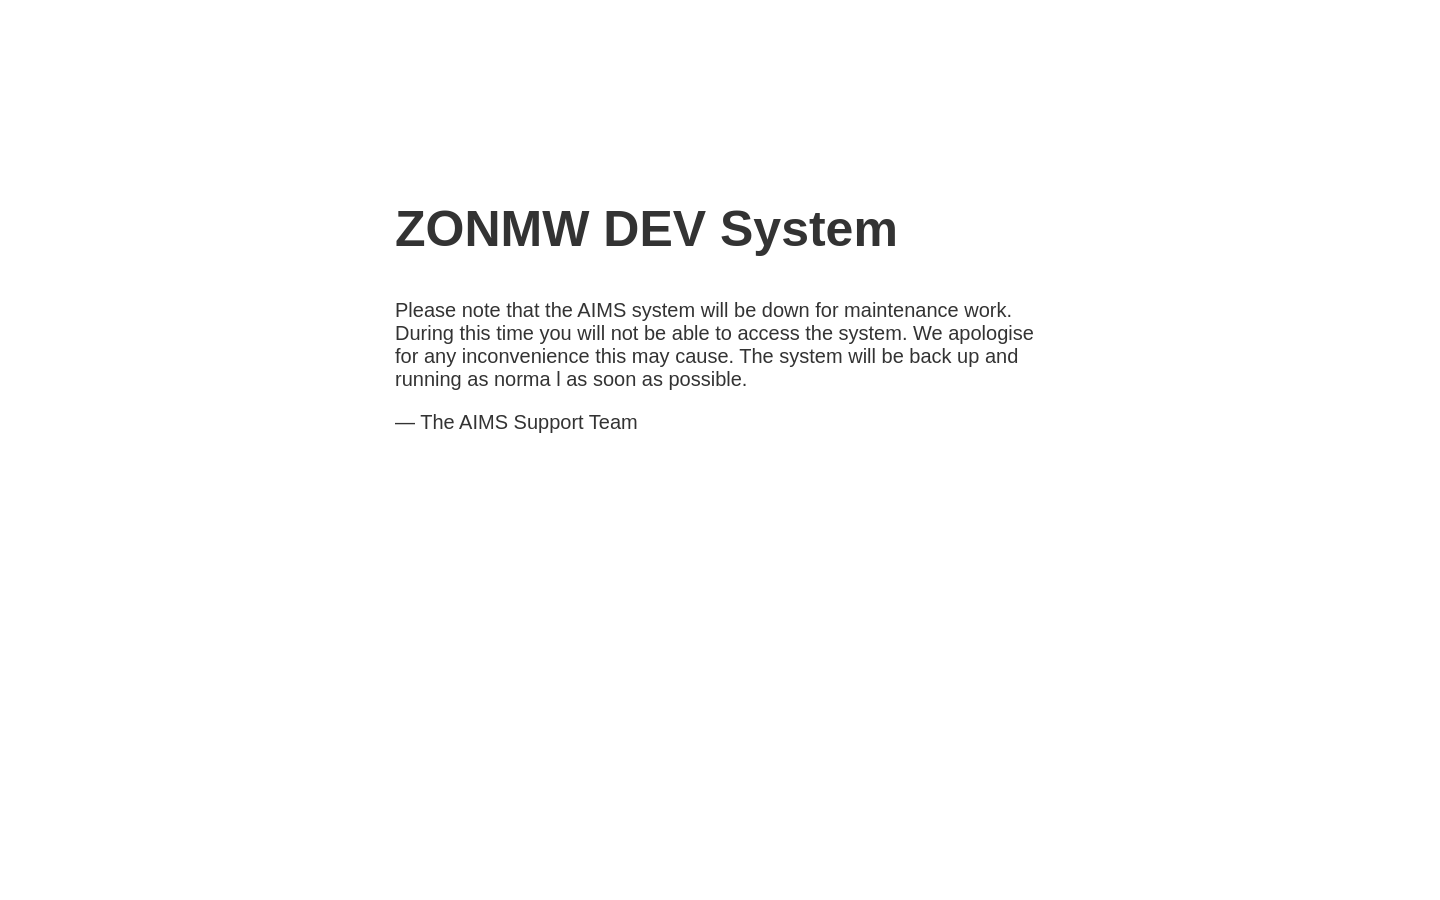 ZONMW DEV System
Please note that the AIMS system will be down for maintenance work.
During this time you will not be able to access the system. We apologise
for any inconvenience this may cause. The system will be back up and
running as norma l as soon as possible.
— The AIMS Support Team